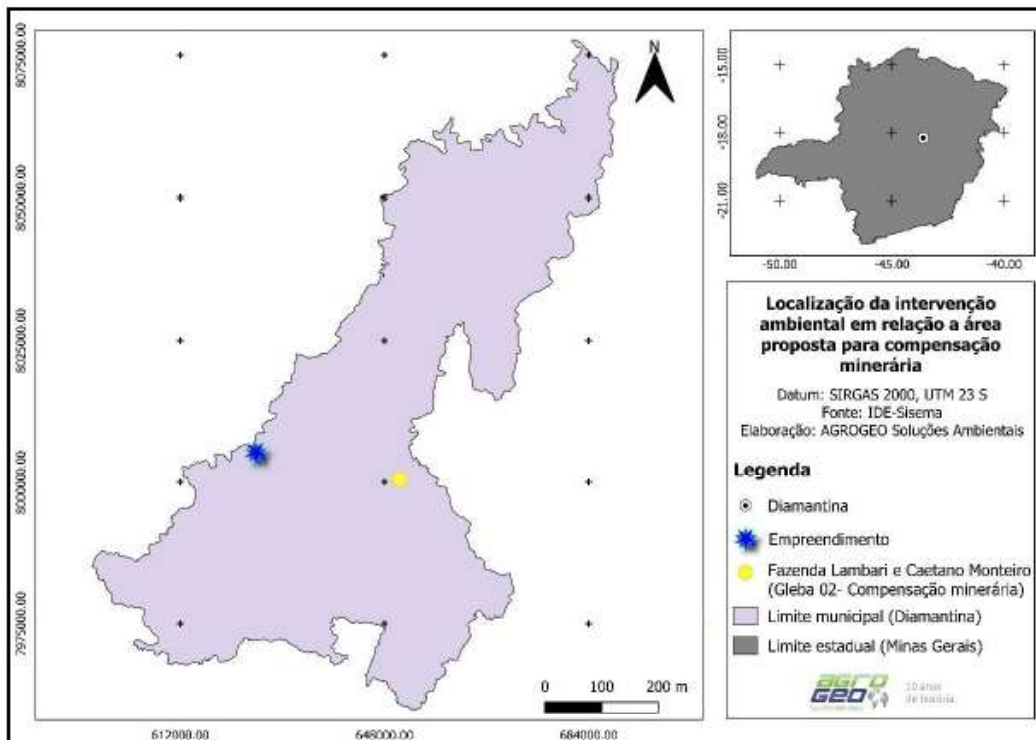 8075000.00
8050000.00
8025000.00
8000000.00
7975000.00
N
0 100 200 m
612000.00 648000.00 684000.00
-15.00
-18.00
-21.00
-50.00 -45.00 -40.00
Localização da intervenção
ambiental em relação a área
proposta para compensação
minerária
Datum: SIRGAS 2000, UTM 23 S
Fonte: IDE-Sisema
Elaboração: AGROGEO Soluções Ambientais
Legenda
Diamantina
Empreendimento
Fazenda Lambari e Caetano Monteiro
(Gleba 02- Compensação minerária)
Limite municipal (Diamantina)
Limite estadual (Minas Gerais)
agro
GEO
10 anos
de história.